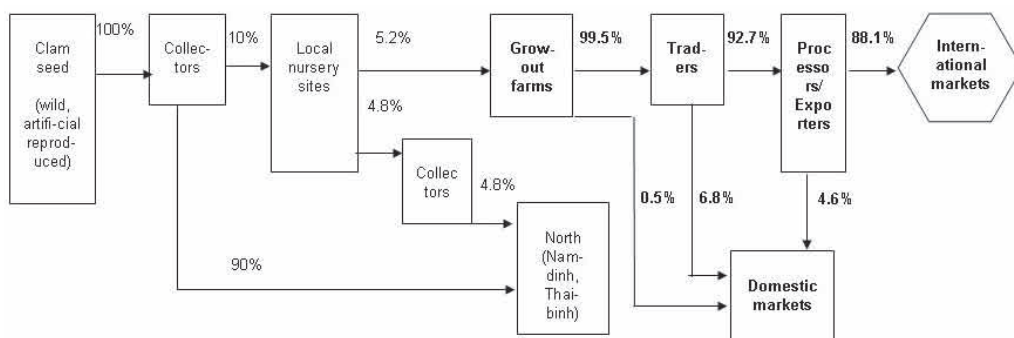 Clam
seed
(wild,
artifi-cial
reprod-
uced)
100%
Collec-
tors
10%
Local
nursery
sites
5.2%
4.8%
Grow-
out
farms
99.5%
Trad-
ers
92.7%
Proc
esso
rs/
Expo
rters
88.1%
Intern-
ational
markets
Collec
tors
4.8%
0.5%
6.8%
4.6%
90%
North
(Nam-
dinh,
Thai-
binh)
Domestic
markets